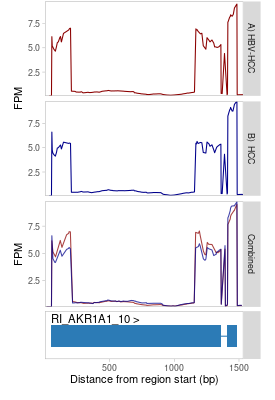 A) HBV-HCC
7.5
5.0
2.5
FPM
B) HCC
7.5
5.0
2.5
FPM
Combined
7.5
5.0
2.5
RI_AKR1A1_10 >
500
1000
1500
Distance from region start (bp)